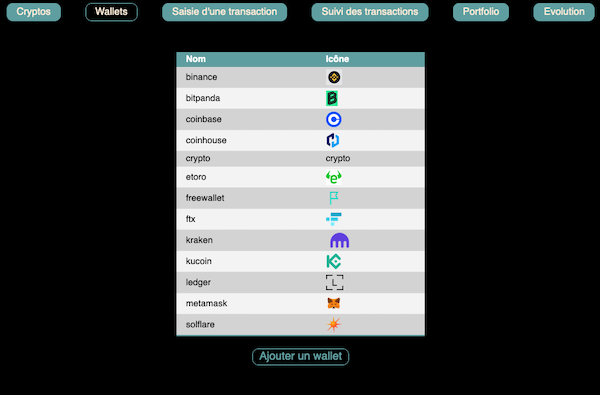 Cryptos Wallets Saisie d'une transaction Suivi des transactions Portfolio Evolution
Nom Icône
binance
bitpanda
coinbase
coinhouse
crypto crypto
etoro
freewallet
ftx
kraken
kucoin
ledger L
metamask
solflare
Ajouter un wallet